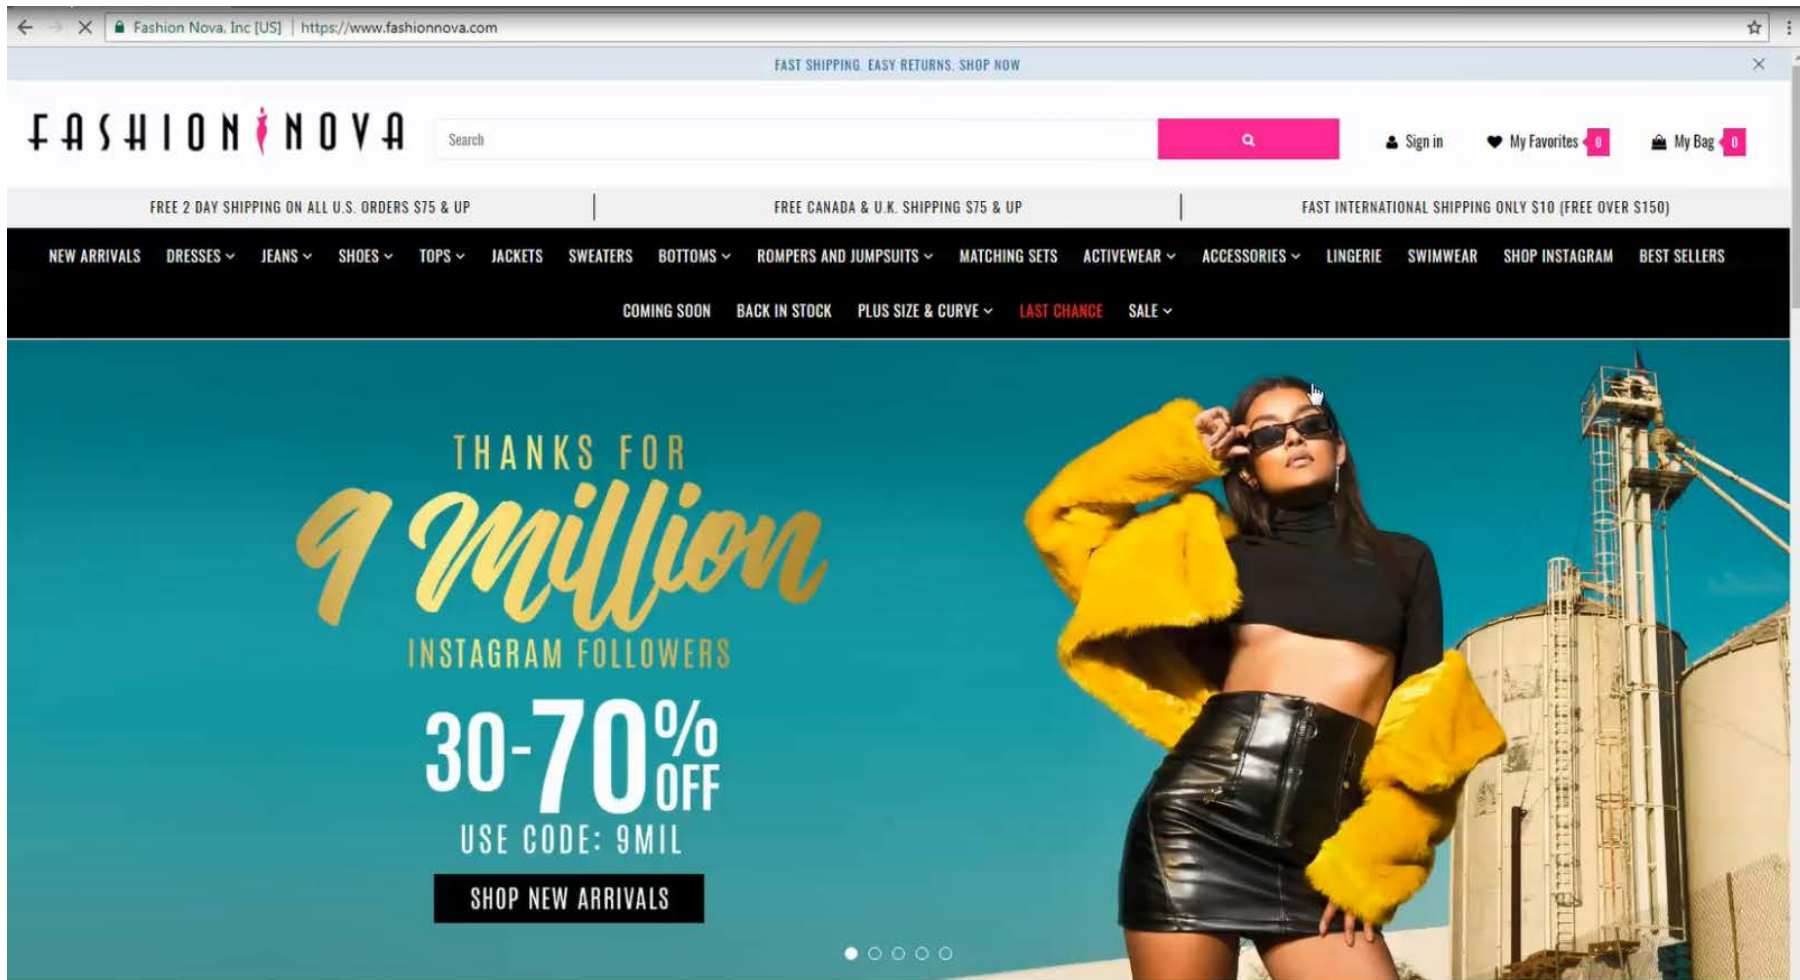 Fashion Nova, Inc [US] | https://www.fashionnova.com
FAST SHIPPING. EASY RETURNS. SHOP NOW
FASHION NOVA
Search
Sign in
My Favorites 0
My Bag 0
FREE 2 DAY SHIPPING ON ALL U.S. ORDERS $75 & UP
FREE CANADA & U.K. SHIPPING $75 & UP
FAST INTERNATIONAL SHIPPING ONLY $10 (FREE OVER $150)
NEW ARRIVALS DRESSES JEANS SHOES TOPS JACKETS SWEATERS BOTTOMS ROMPERS AND JUMPSUITS MATCHING SETS ACTIVEWEAR ACCESSORIES LINGERIE SWIMWEAR SHOP INSTAGRAM BEST SELLERS
COMING SOON BACK IN STOCK PLUS SIZE & CURVE LAST CHANCE SALE
THANKS FOR
9 Million
INSTAGRAM FOLLOWERS
30-70% OFF
USE CODE: 9MIL
SHOP NEW ARRIVALS